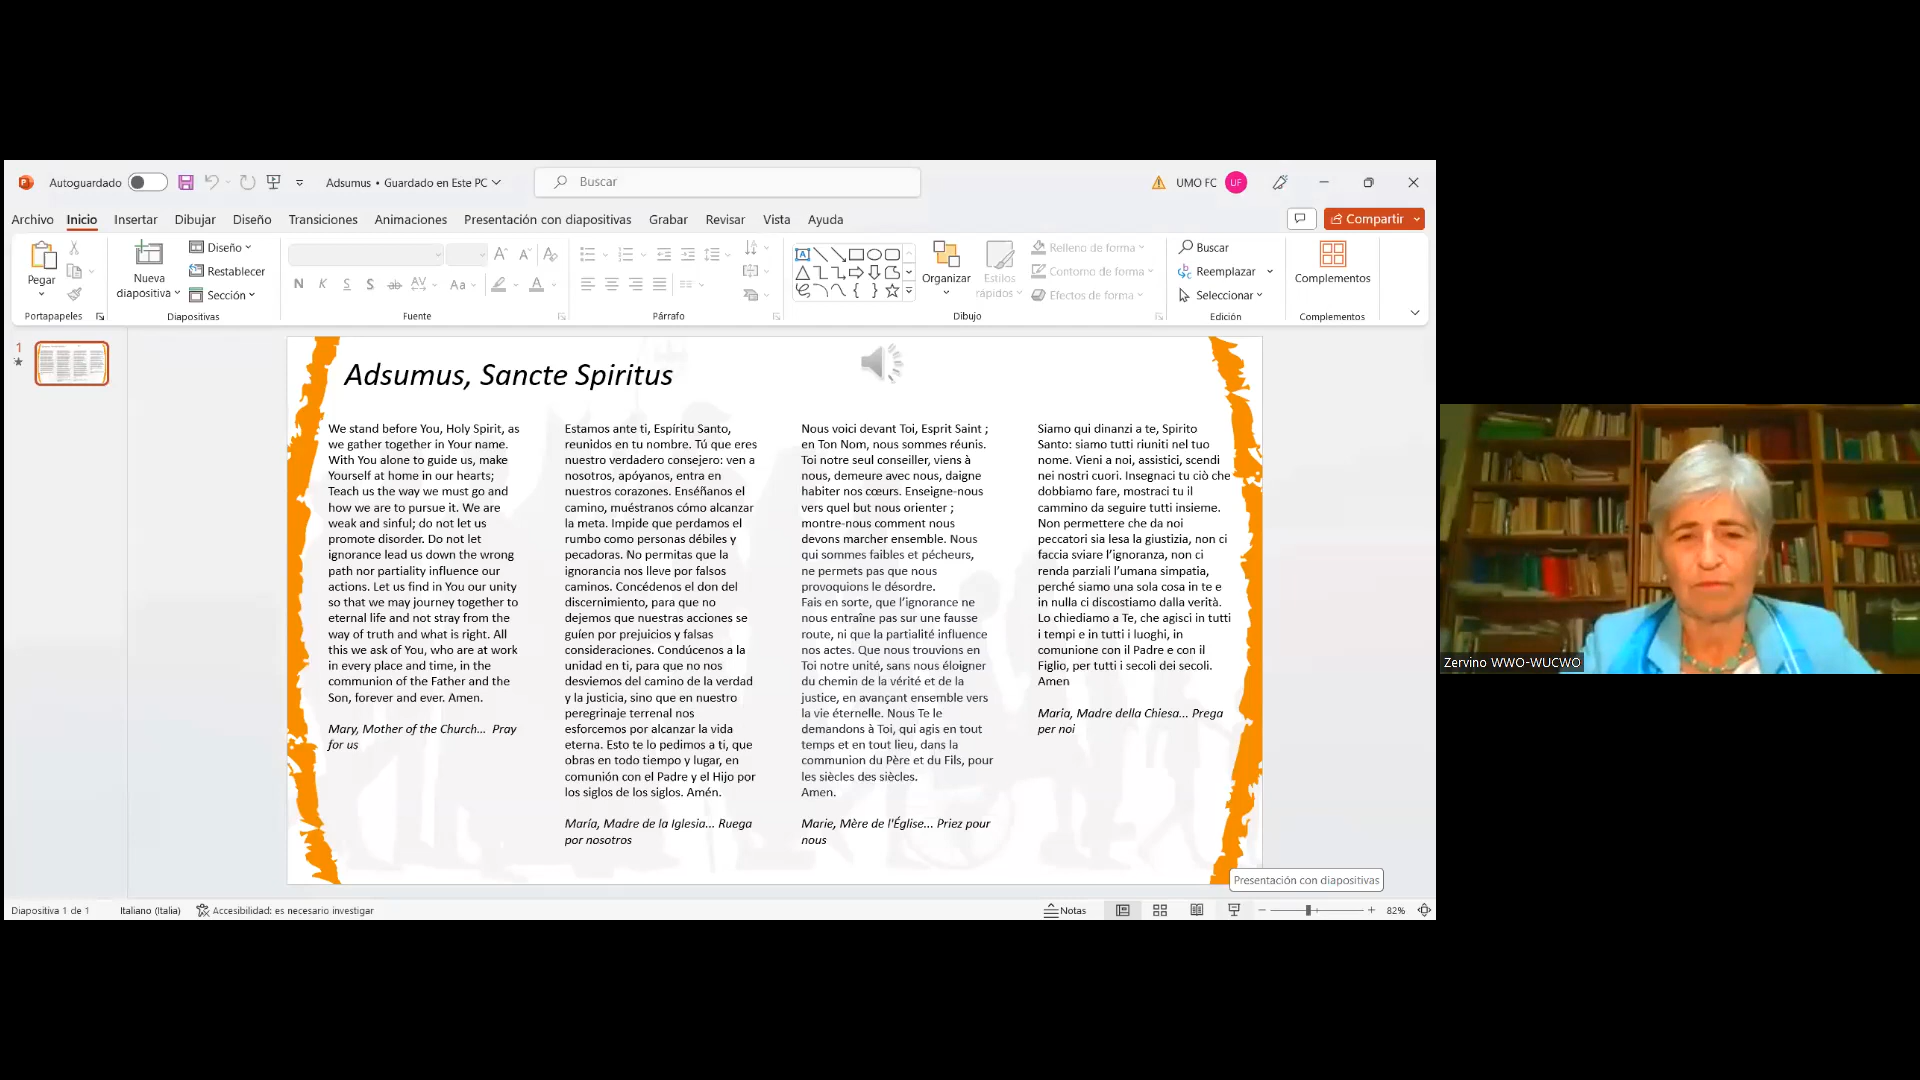 Autoguardado
Adsumus • Guardado en Este PC
Buscar
UMO FC
UF
Archivo Inicio Insertar Dibujar Diseño Transiciones Animaciones Presentación con diapositivas Grabar Revisar Vista Ayuda
Compartir
Pegar
Portapapeles
Nueva
diapositiva
Diseño
Restablecer
Sección
Diapositivas
N K S S ab AV Aa A
Fuente
Párrafo
Organizar
Estilos
rápidos
Relleno de forma
Contorno de forma
Efectos de forma
Dibujo
Buscar
Reemplazar
Seleccionar
Edición
Complementos
Complementos
1
Adsumus, Sancte Spiritus
We stand before You, Holy Spirit, as
we gather together in Your name.
With You alone to guide us, make
Yourself at home in our hearts;
Teach us the way we must go and
how we are to pursue it. We are
weak and sinful; do not let us
promote disorder. Do not let
ignorance lead us down the wrong
path nor partiality influence our
actions. Let us find in You our unity
so that we may journey together to
eternal life and not stray from the
way of truth and what is right. All
this we ask of You, who are at work
in every place and time, in the
communion of the Father and the
Son, forever and ever. Amen.
Mary, Mother of the Church... Pray
for us
Estamos ante ti, Espíritu Santo,
reunidos en tu nombre. Tú que eres
nuestro verdadero consejero: ven a
nosotros, apóyanos, entra en
nuestros corazones. Enséñanos el
camino, muéstranos cómo alcanzar
la meta. Impide que perdamos el
rumbo como personas débiles y
pecadoras. No permitas que la
ignorancia nos lleve por falsos
caminos. Concédenos el don del
discernimiento, para que no
dejemos que nuestras acciones se
guíen por prejuicios y falsas
consideraciones. Condúcenos a la
unidad en ti, para que no nos
desviemos del camino de la verdad
y la justicia, sino que en nuestro
peregrinaje terrenal nos
esforcemos por alcanzar la vida
eterna. Esto te lo pedimos a ti, que
obras en todo tiempo y lugar, en
comunión con el Padre y el Hijo por
los siglos de los siglos. Amén.
María, Madre de la Iglesia... Ruega
por nosotros
Nous voici devant Toi, Esprit Saint ;
en Ton Nom, nous sommes réunis.
Toi notre seul conseiller, viens à
nous, demeure avec nous, daigne
habiter nos cœurs. Enseigne-nous
vers quel but nous orienter ;
montre-nous comment nous
devons marcher ensemble. Nous
qui sommes faibles et pécheurs,
ne permets pas que nous
provoquions le désordre.
Fais en sorte, que l’ignorance ne
nous entraîne pas sur une fausse
route, ni que la partialité influence
nos actes. Que nous trouvions en
Toi notre unité, sans nous éloigner
du chemin de la vérité et de la
justice, en avançant ensemble vers
la vie éternelle. Nous Te le
demandons à Toi, qui agis en tout
temps et en tout lieu, dans la
communion du Père et du Fils, pour
les siècles des siècles.
Amen.
Marie, Mère de l'Église... Priez pour
nous
Siamo qui dinanzi a te, Spirito
Santo: siamo tutti riuniti nel tuo
nome. Vieni a noi, assistici, scendi
nei nostri cuori. Insegnaci tu ciò che
dobbiamo fare, mostraci tu il
cammino da seguire tutti insieme.
Non permettere che da noi
peccatori sia lesa la giustizia, non ci
faccia sviare l’ignoranza, non ci
renda parziali l’umana simpatia,
perché siamo una sola cosa in te e
in nulla ci discostiamo dalla verità.
Lo chiediamo a Te, che agisci in tutti
i tempi e in tutti i luoghi, in
comunione con il Padre e con il
Figlio, per tutti i secoli dei secoli.
Amen
Maria, Madre della Chiesa... Prega
per noi
Presentación con diapositivas
Diapositiva 1 de 1
Italiano (Italia)
Accesibilidad: es necesario investigar
Notas
82%
Zervino WWO-WUCWO